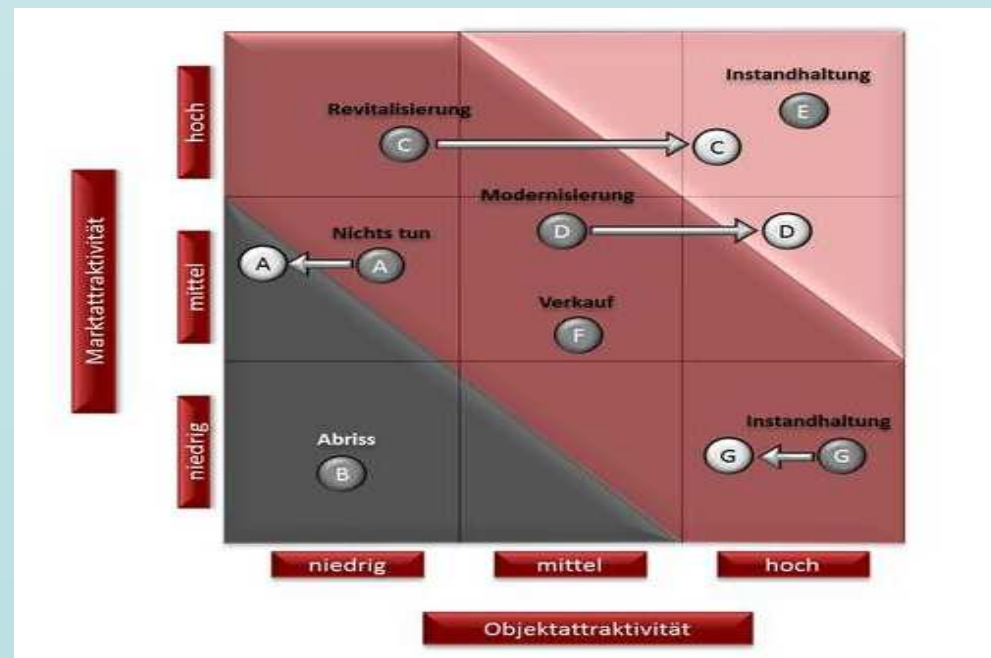 Instandhaltung
E
Revitalisierung
C
C
hoch
Modernisierung
D
D
Nichts tun
A
A
Marktattraktivität
mittel
Verkauf
F
Instandhaltung
G
G
Abriss
B
niedrig
niedrig
mittel
hoch
Objektattraktivität